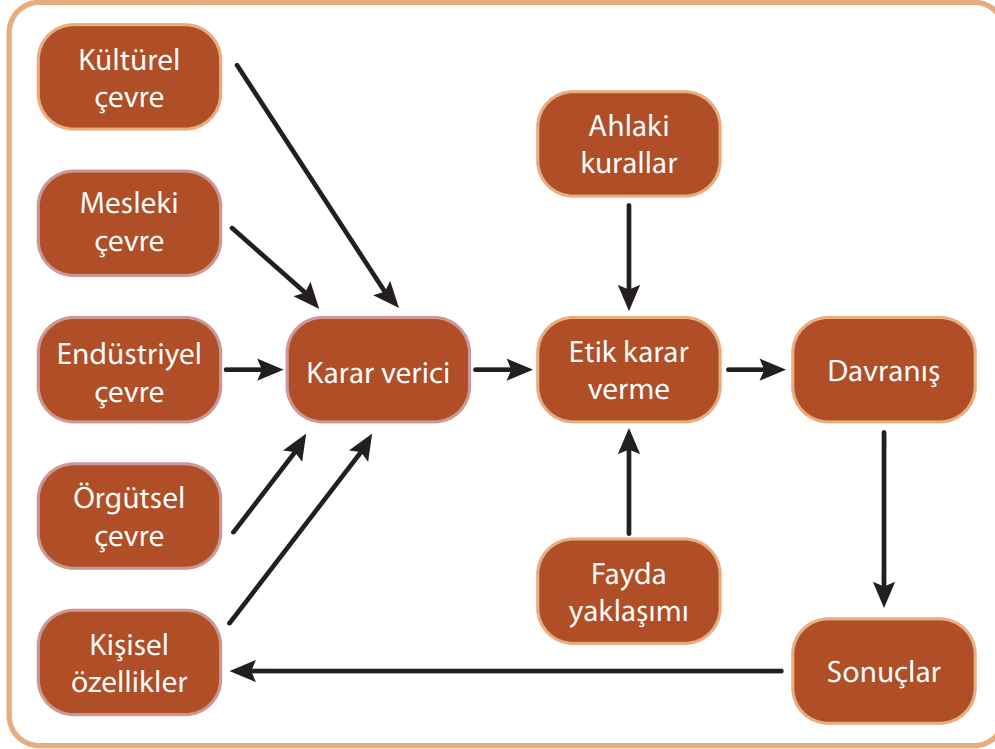 Kültürel
çevre
Mesleki
çevre
Endüstriyel
çevre
Örgütsel
çevre
Kişisel
özellikler
Karar verici
Ahlaki
kurallar
Etik karar
verme
Fayda
yaklaşımı
Davranış
Sonuçlar